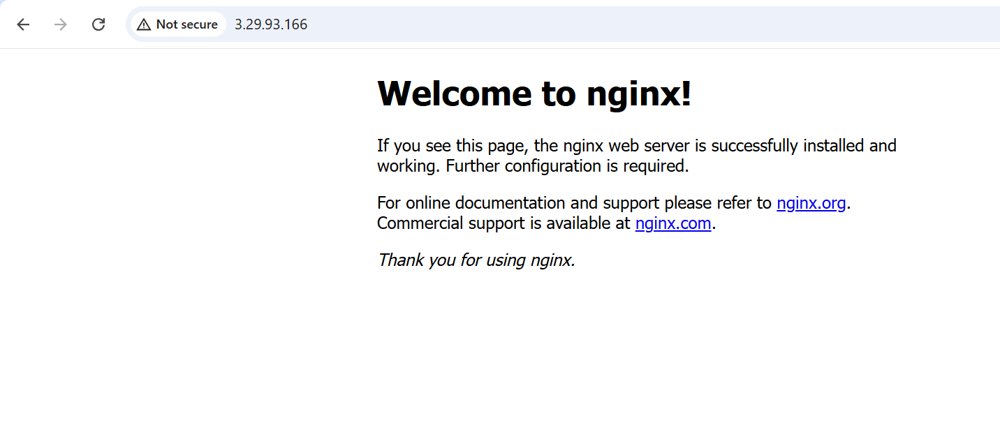 Not secure 3.29.93.166
Welcome to nginx!
If you see this page, the nginx web server is successfully installed and
working. Further configuration is required.
For online documentation and support please refer to nginx.org.
Commercial support is available at nginx.com.
Thank you for using nginx.